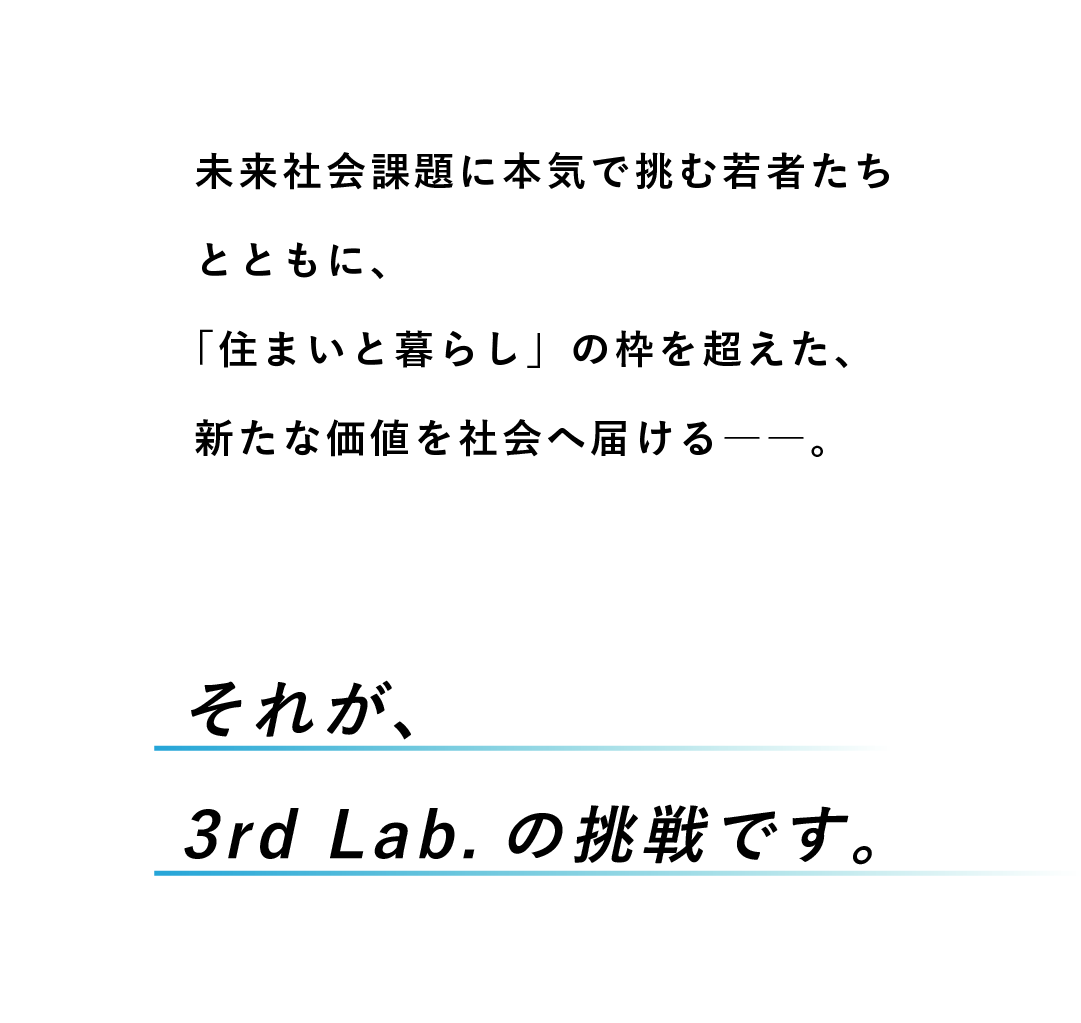 未来社会課題に本気で挑む若者たち
とともに、
「住まいと暮らし」の枠を超えた、
新たな価値を社会へ届ける――。
それが、
3rd Lab. の挑戦です。